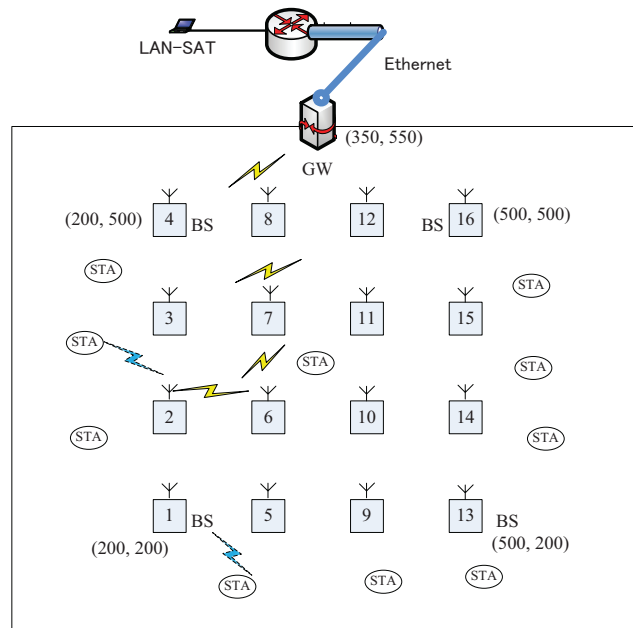 LAN-SAT
Ethernet
(350, 550)
GW
(200, 500)
4
BS
8
12
BS
16
(500, 500)
STA
STA
3
7
11
15
STA
STA
STA
2
6
10
14
STA
STA
1
BS
5
9
13
BS
(200, 200)
(500, 200)
STA
STA
STA